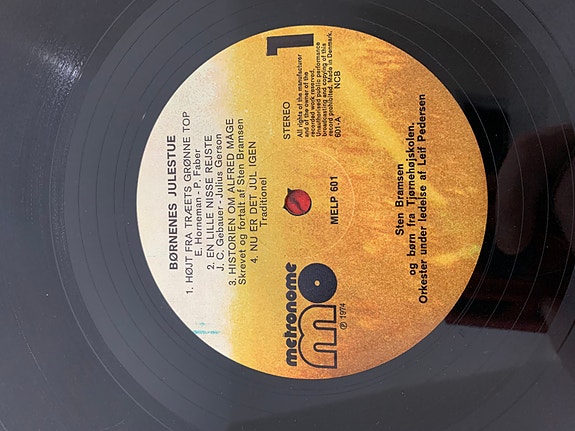 BØRNENES JULESTUE
1. HØJT FRA TRÆETS GRØNNE TOP
E. Horneman - P. Faber
2. EN LILLE NISSE REJSTE
J. C. Gebauer - Julius Gerson
3. HISTORIEN OM ALFRED MAGE
Skrevet og fortalt af Sten Bramsen
4. NU ER DET JUL IGEN
Traditionel
metronome
℗ 1974
MELP 601
STEREO
1
All rights of the manufacturer
and of the owner of the
recorded work reserved.
Unauthorised public performance
broadcasting and copying of this
record prohibited. Made in Denmark.
601-A
NCB
Sten Bramsen
og børn fra Tjørnehøjskolen.
Orkester under ledelse af Leif Pedersen